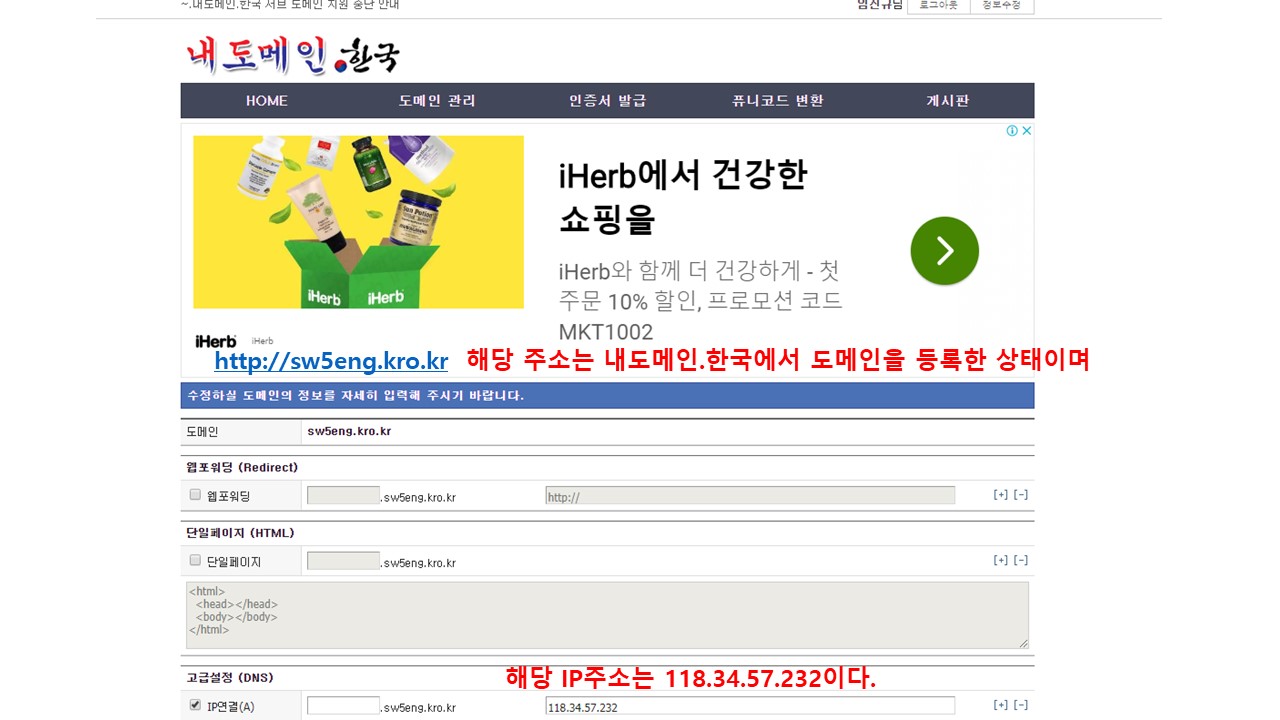 ~.내도메인.한국 서브 도메인 지원 중단 안내
임진규님 로그아웃 정보수정
내도메인.한국
HOME 도메인 관리 인증서 발급 퓨니코드 변환 게시판
iHerb에서 건강한
쇼핑을
iHerb와 함께 더 건강하게 - 첫
주문 10% 할인, 프로모션 코드
MKT1002
iHerb iHerb
iHerb iHerb
http://sw5eng.kro.kr 해당 주소는 내도메인.한국에서 도메인을 등록한 상태이며
수정하실 도메인의 정보를 자세히 입력해 주시기 바랍니다.
도메인 sw5eng.kro.kr
웹포워딩 (Redirect)
웹포워딩 .sw5eng.kro.kr http:// [+] [-]
단일페이지 (HTML)
단일페이지 .sw5eng.kro.kr [+] [-]
<html>
<head></head>
<body></body>
</html>
고급설정 (DNS) 해당 IP주소는 118.34.57.232이다.
IP연결(A) .sw5eng.kro.kr 118.34.57.232 [+] [-]